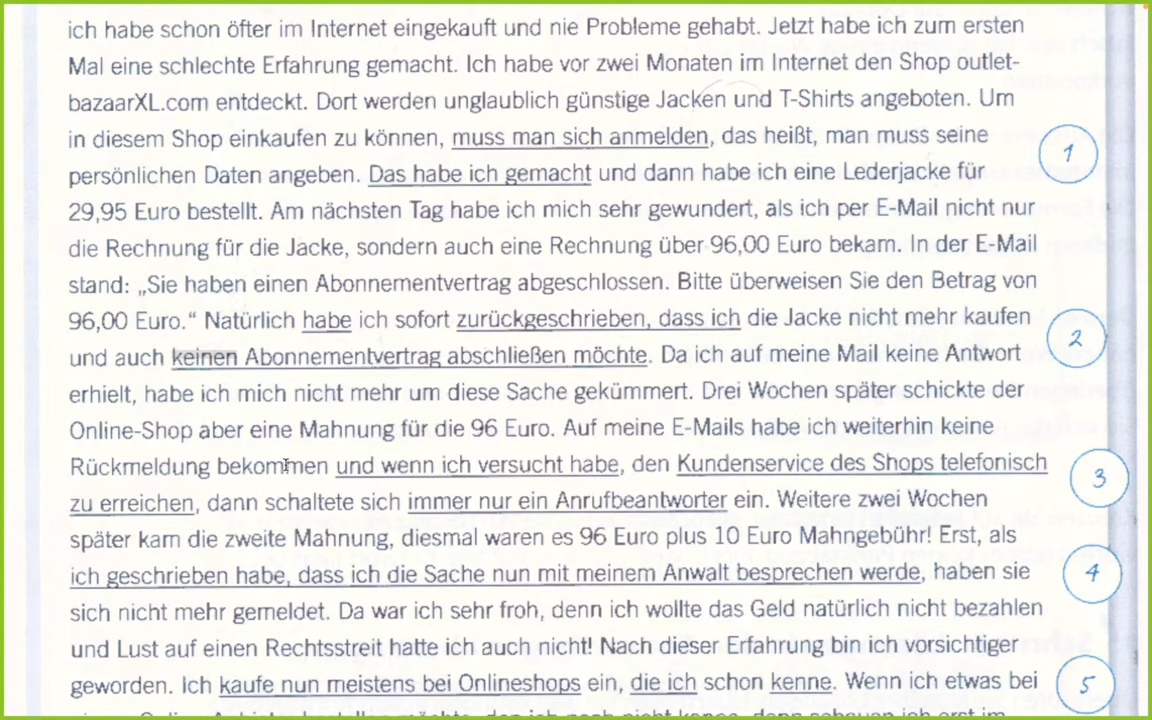 ich habe schon öfter im Internet eingekauft und nie Probleme gehabt. Jetzt habe ich zum ersten
Mal eine schlechte Erfahrung gemacht. Ich habe vor zwei Monaten im Internet den Shop outlet-
bazaarXL.com entdeckt. Dort werden unglaublich günstige Jacken und T-Shirts angeboten. Um
in diesem Shop einkaufen zu können, muss man sich anmelden, das heißt, man muss seine
1
persönlichen Daten angeben. Das habe ich gemacht und dann habe ich eine Lederjacke für
29,95 Euro bestellt. Am nächsten Tag habe ich mich sehr gewundert, als ich per E-Mail nicht nur
die Rechnung für die Jacke, sondern auch eine Rechnung über 96,00 Euro bekam. In der E-Mail
stand: „Sie haben einen Abonnementvertrag abgeschlossen. Bitte überweisen Sie den Betrag von
96,00 Euro.“ Natürlich habe ich sofort zurückgeschrieben, dass ich die Jacke nicht mehr kaufen
2
und auch keinen Abonnementvertrag abschließen möchte. Da ich auf meine Mail keine Antwort
erhielt, habe ich mich nicht mehr um diese Sache gekümmert. Drei Wochen später schickte der
Online-Shop aber eine Mahnung für die 96 Euro. Auf meine E-Mails habe ich weiterhin keine
Rückmeldung bekommen und wenn ich versucht habe, den Kundenservice des Shops telefonisch
3
zu erreichen, dann schaltete sich immer nur ein Anrufbeantworter ein. Weitere zwei Wochen
später kam die zweite Mahnung, diesmal waren es 96 Euro plus 10 Euro Mahngebühr! Erst, als
ich geschrieben habe, dass ich die Sache nun mit meinem Anwalt besprechen werde, haben sie
4
sich nicht mehr gemeldet. Da war ich sehr froh, denn ich wollte das Geld natürlich nicht bezahlen
und Lust auf einen Rechtsstreit hatte ich auch nicht! Nach dieser Erfahrung bin ich vorsichtiger
geworden. Ich kaufe nun meistens bei Onlineshops ein, die ich schon kenne. Wenn ich etwas bei
5